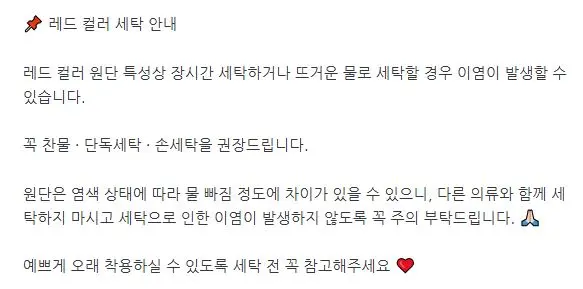 📌 레드 컬러 세탁 안내
레드 컬러 원단 특성상 장시간 세탁하거나 뜨거운 물로 세탁할 경우 이염이 발생할 수
있습니다.
꼭 찬물 · 단독세탁 · 손세탁을 권장드립니다.
원단은 염색 상태에 따라 물 빠짐 정도에 차이가 있을 수 있으니, 다른 의류와 함께 세
탁하지 마시고 세탁으로 인한 이염이 발생하지 않도록 꼭 주의 부탁드립니다. 🙏🏻
예쁘게 오래 착용하실 수 있도록 세탁 전 꼭 참고해주세요 ❤️